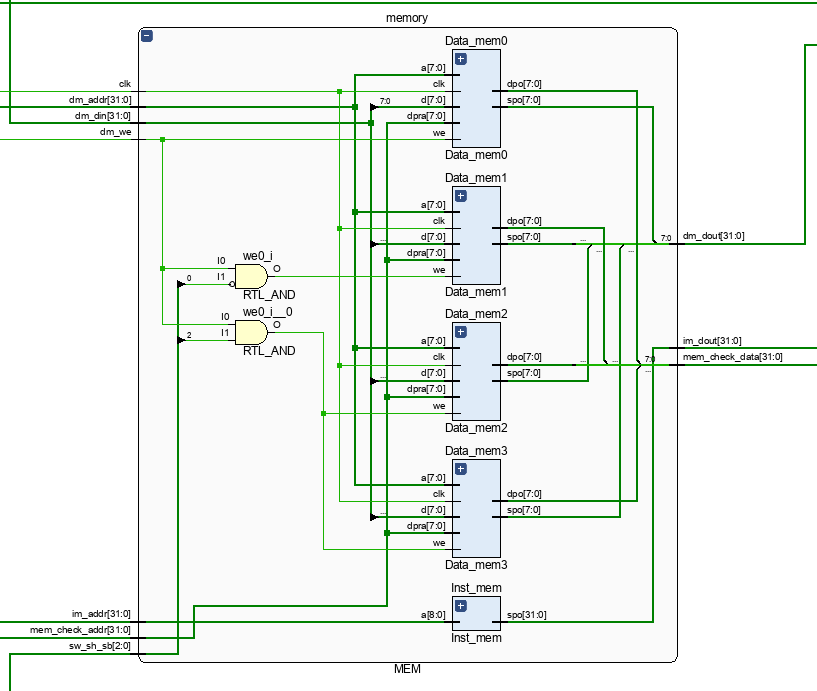 memory
clk
dm_addr[31:0]
dm_din[31:0]
dm_we
Data_mem0
a[7:0]
clk
7:0
d[7:0]
dpra[7:0]
we
dpo[7:0]
spo[7:0]
Data_mem0
Data_mem1
a[7:0]
clk
...
d[7:0]
dpra[7:0]
we
dpo[7:0]
spo[7:0]
...
...
...
7:0
dm_dout[31:0]
Data_mem1
we0_i
I0
I1
0
O
RTL_AND
we0_i__0
I0
I1
2
O
RTL_AND
Data_mem2
a[7:0]
clk
...
d[7:0]
dpra[7:0]
we
dpo[7:0]
spo[7:0]
...
...
7:0
...
im_dout[31:0]
mem_check_data[31:0]
Data_mem2
Data_mem3
a[7:0]
clk
...
d[7:0]
dpra[7:0]
we
dpo[7:0]
spo[7:0]
Data_mem3
Inst_mem
a[8:0]
spo[31:0]
Inst_mem
im_addr[31:0]
mem_check_addr[31:0]
sw_sh_sb[2:0]
MEM